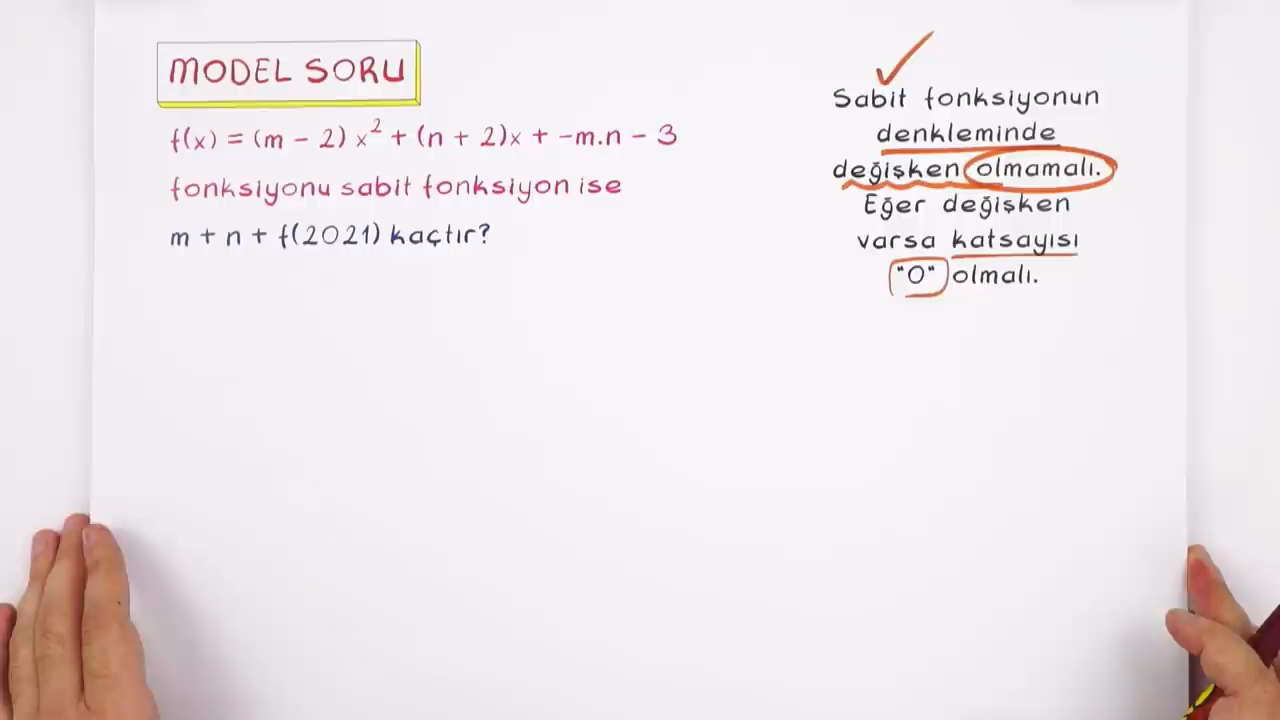 MODEL SORU
f(x) = (m - 2) x² + (n + 2)x + -m.n - 3
fonksiyonu sabit fonksiyon ise
m + n + f(2021) kaçtır?
Sabit fonksiyonun
denkleminde
değişken olmamalı.
Eğer değişken
varsa katsayısı
"0" olmalı.